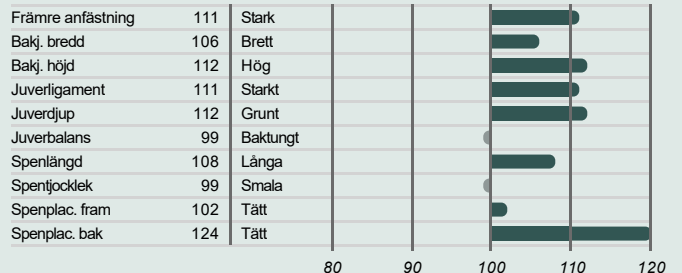 Främre anfästning 111 Stark
Bakj. bredd 106 Brett
Bakj. höjd 112 Hög
Juverligament 111 Starkt
Juverdjup 112 Grunt
Juverbalans 99 Baktungt
Spenlängd 108 Långa
Spentjocklek 99 Smala
Spenplac. fram 102 Tätt
Spenplac. bak 124 Tätt
80 90 100 110 120